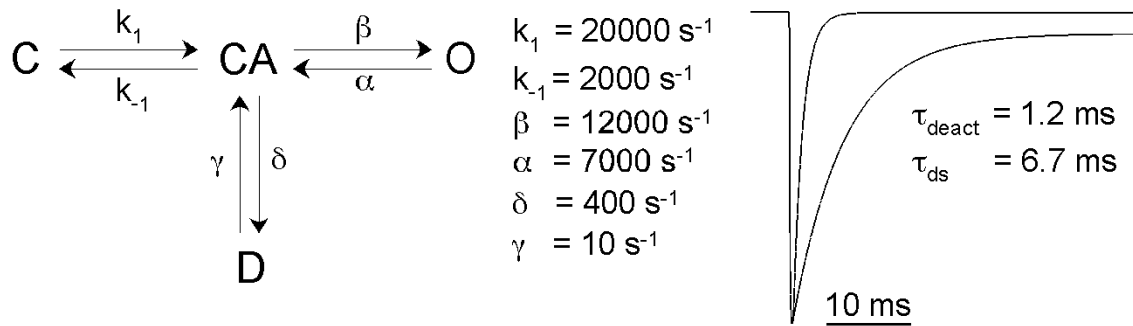 k₁ β
C CA O
k₋₁ α
γ δ
D
k₁ = 20000 s⁻¹
k₋₁ = 2000 s⁻¹
β = 12000 s⁻¹
α = 7000 s⁻¹
δ = 400 s⁻¹
γ = 10 s⁻¹
τdeact = 1.2 ms
τds = 6.7 ms
10 ms